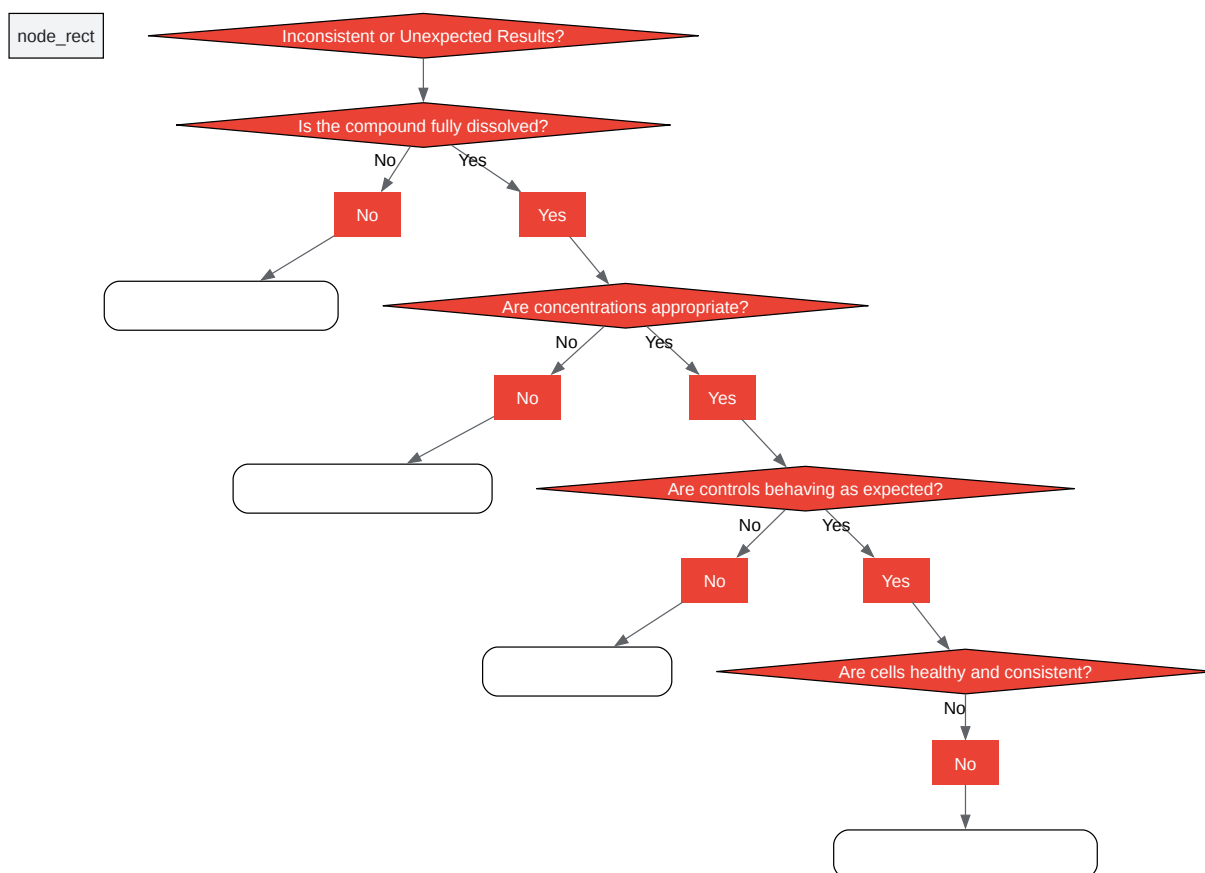 node_rect
Inconsistent or Unexpected Results?
Is the compound fully dissolved?
No
Yes
No
Yes
Are concentrations appropriate?
No
Yes
No
Yes
Are controls behaving as expected?
No
Yes
No
Yes
Are cells healthy and consistent?
No
No